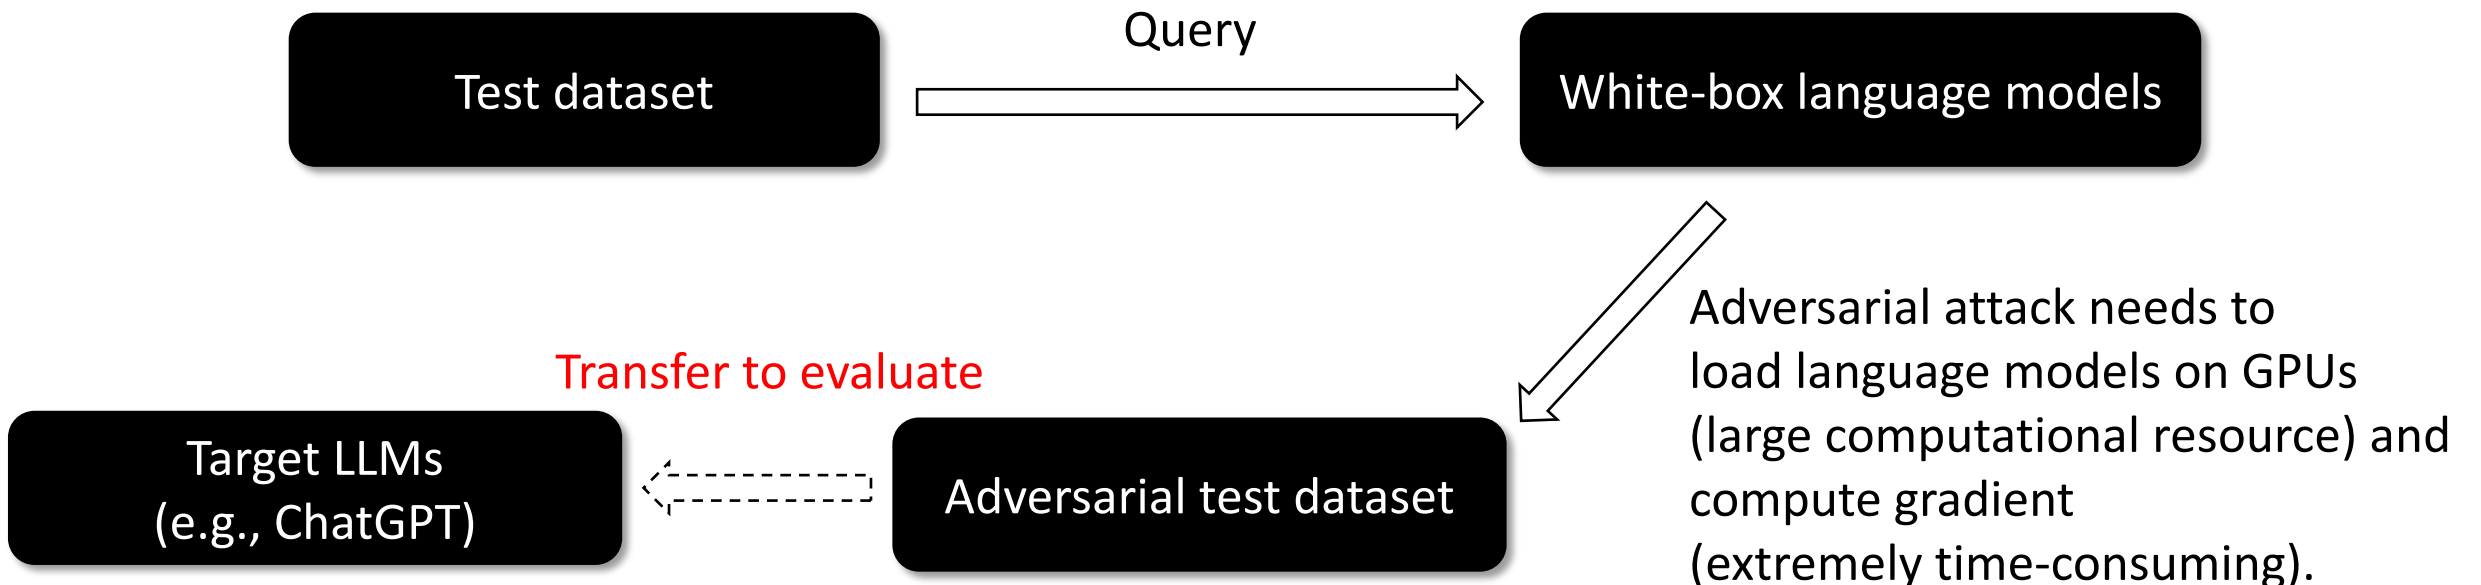 Query
Test dataset
White-box language models
Adversarial attack needs to
load language models on GPUs
(large computational resource) and
compute gradient
(extremely time-consuming).
Transfer to evaluate
Target LLMs
(e.g., ChatGPT)
Adversarial test dataset